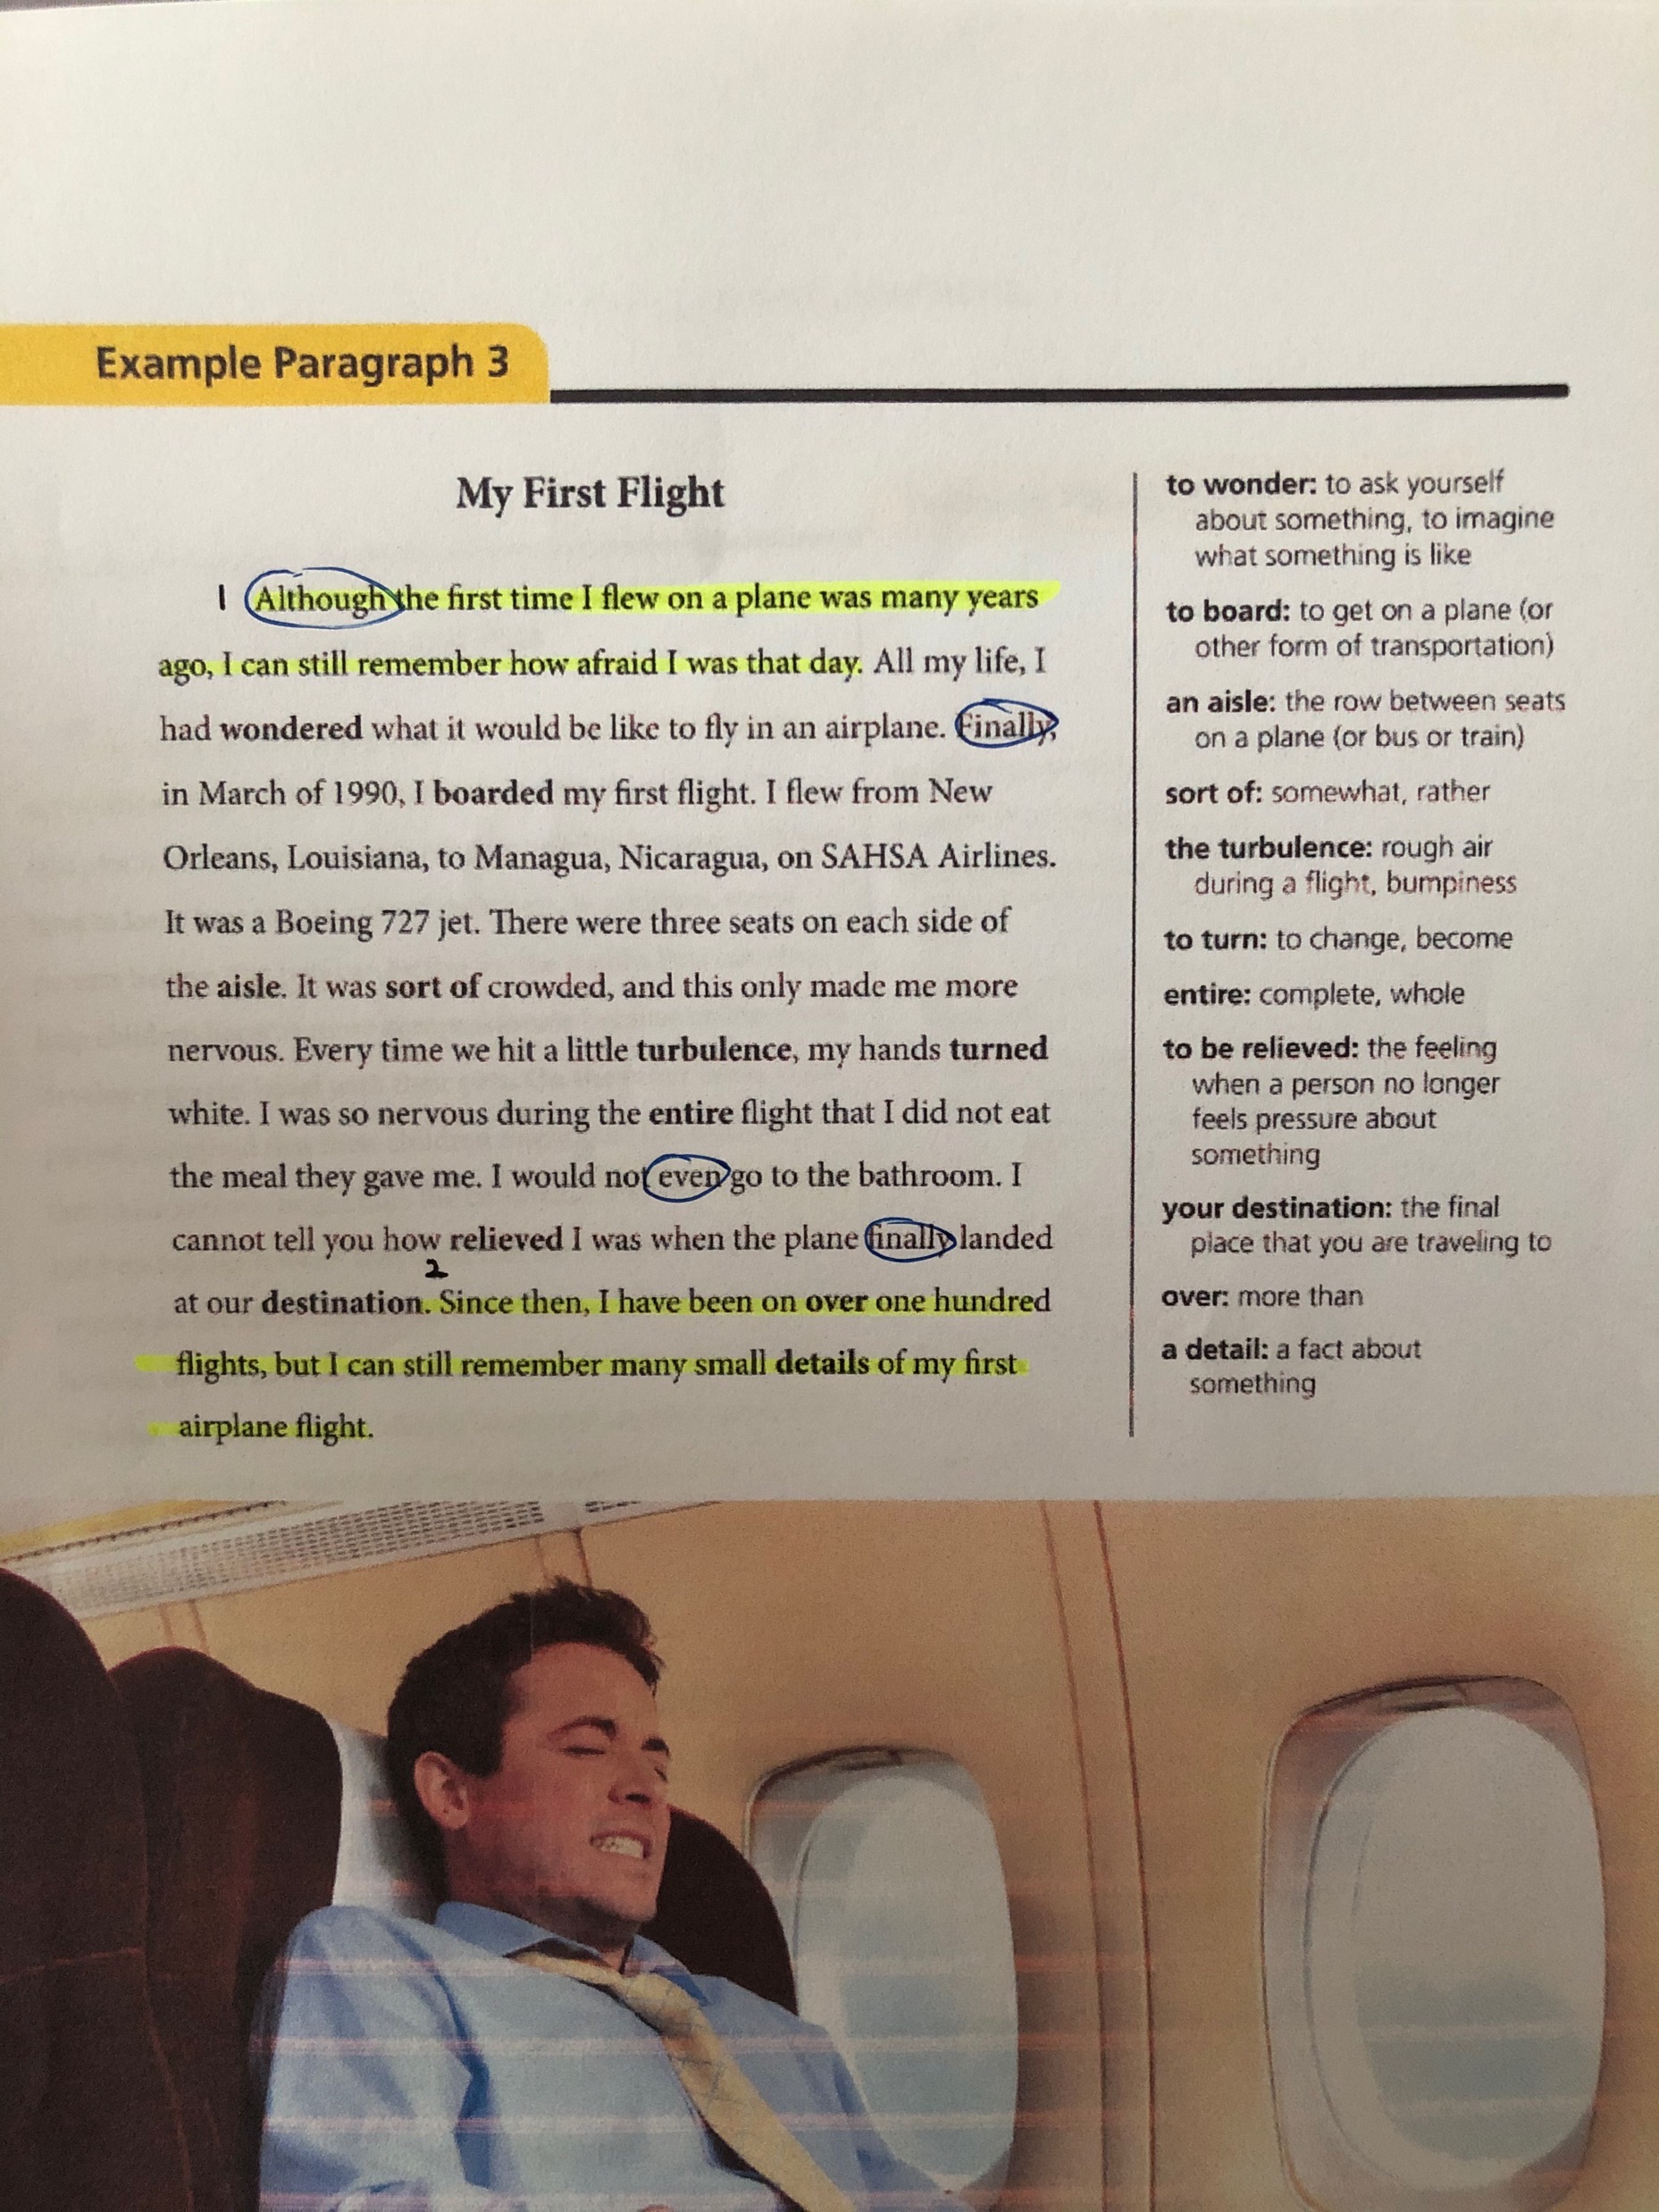 Example Paragraph 3
My First Flight
1 Although the first time I flew on a plane was many years
ago, I can still remember how afraid I was that day. All my life, I
had wondered what it would be like to fly in an airplane. Finally,
in March of 1990, I boarded my first flight. I flew from New
Orleans, Louisiana, to Managua, Nicaragua, on SAHSA Airlines.
It was a Boeing 727 jet. There were three seats on each side of
the aisle. It was sort of crowded, and this only made me more
nervous. Every time we hit a little turbulence, my hands turned
white. I was so nervous during the entire flight that I did not eat
the meal they gave me. I would not even go to the bathroom. I
cannot tell you how relieved I was when the plane finally landed
2
at our destination. Since then, I have been on over one hundred
flights, but I can still remember many small details of my first
airplane flight.
to wonder: to ask yourself
about something, to imagine
what something is like
to board: to get on a plane (or
other form of transportation)
an aisle: the row between seats
on a plane (or bus or train)
sort of: somewhat, rather
the turbulence: rough air
during a flight, bumpiness
to turn: to change, become
entire: complete, whole
to be relieved: the feeling
when a person no longer
feels pressure about
something
your destination: the final
place that you are traveling to
over: more than
a detail: a fact about
something